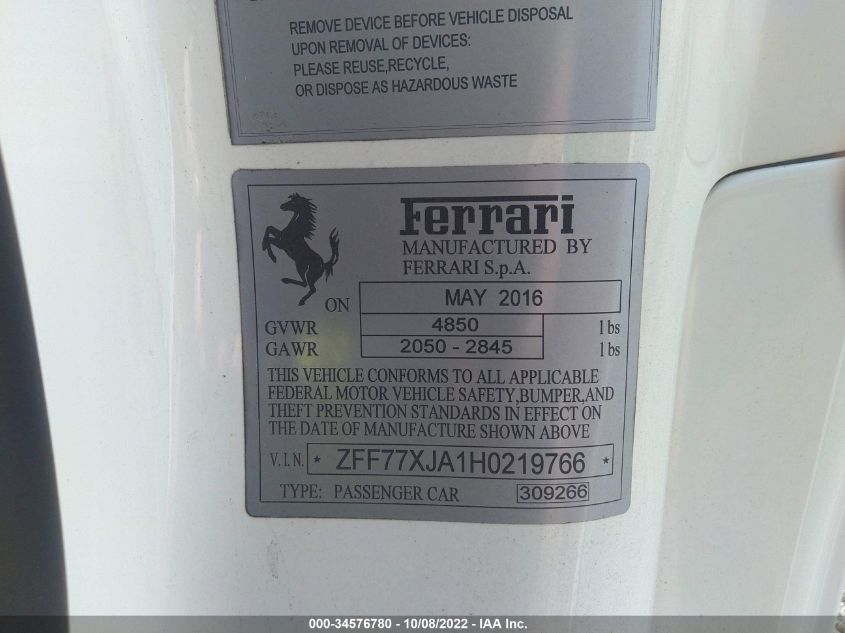 REMOVE DEVICE BEFORE VEHICLE DISPOSAL
UPON REMOVAL OF DEVICES:
PLEASE REUSE,RECYCLE,
OR DISPOSE AS HAZARDOUS WASTE
Ferrari
MANUFACTURED BY
FERRARI S.p.A.
ON MAY 2016
GVWR 4850 lbs
GAWR 2050 - 2845 lbs
THIS VEHICLE CONFORMS TO ALL APPLICABLE
FEDERAL MOTOR VEHICLE SAFETY,BUMPER,AND
THEFT PREVENTION STANDARDS IN EFFECT ON
THE DATE OF MANUFACTURE SHOWN ABOVE
V.I.N. * ZFF77XJA1H0219766 *
TYPE: PASSENGER CAR 309266
000-34576780 - 10/08/2022 - IAA Inc.